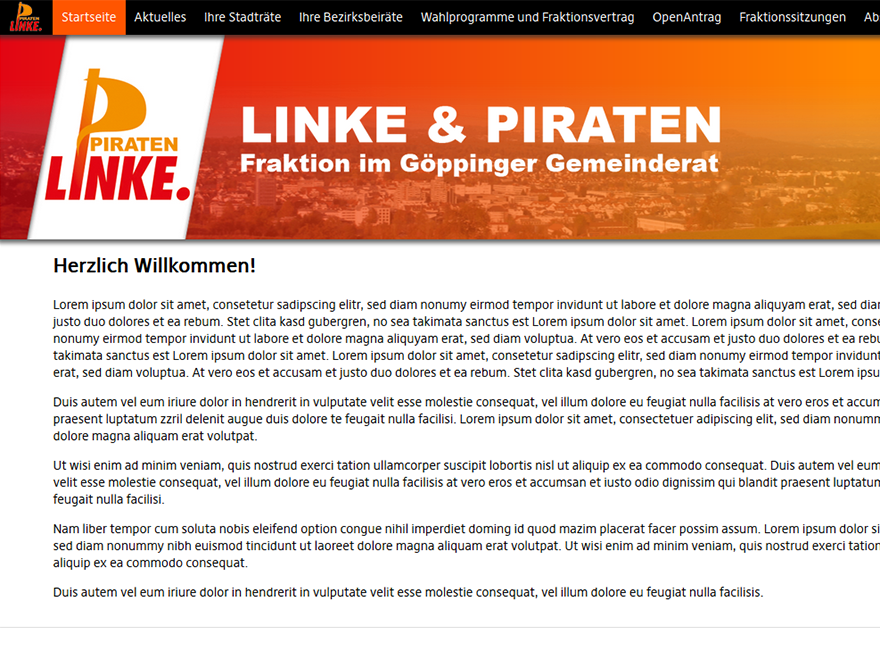 PIRATEN
LINKE.
Startseite Aktuelles Ihre Stadträte Ihre Bezirksbeiräte Wahlprogramme und Fraktionsvertrag OpenAntrag Fraktionssitzungen
PIRATEN
LINKE.
LINKE & PIRATEN
Fraktion im Göppinger Gemeinderat
Herzlich Willkommen!
Lorem ipsum dolor sit amet, consetetur sadipscing elitr, sed diam nonumy eirmod tempor invidunt ut labore et dolore magna aliquyam erat, sed
justo duo dolores et ea rebum. Stet clita kasd gubergren, no sea takimata sanctus est Lorem ipsum dolor sit amet. Lorem ipsum dolor sit amet,
nonumy eirmod tempor invidunt ut labore et dolore magna aliquyam erat, sed diam voluptua. At vero eos et accusam et justo duo dolores et ea
takimata sanctus est Lorem ipsum dolor sit amet. Lorem ipsum dolor sit amet, consetetur sadipscing elitr, sed diam nonumy eirmod tempor invidunt
erat, sed diam voluptua. At vero eos et accusam et justo duo dolores et ea rebum. Stet clita kasd gubergren, no sea takimata sanctus est Lorem
Duis autem vel eum iriure dolor in hendrerit in vulputate velit esse molestie consequat, vel illum dolore eu feugiat nulla facilisis at vero eros et
praesent luptatum zzril delenit augue duis dolore te feugait nulla facilisi. Lorem ipsum dolor sit amet, consectetuer adipiscing elit, sed diam
dolore magna aliquam erat volutpat.
Ut wisi enim ad minim veniam, quis nostrud exerci tation ullamcorper suscipit lobortis nisl ut aliquip ex ea commodo consequat. Duis autem vel eum
velit esse molestie consequat, vel illum dolore eu feugiat nulla facilisis at vero eros et accumsan et iusto odio dignissim qui blandit praesent
feugait nulla facilisi.
Nam liber tempor cum soluta nobis eleifend option congue nihil imperdiet doming id quod mazim placerat facer possim assum. Lorem ipsum dolor
sed diam nonummy nibh euismod tincidunt ut laoreet dolore magna aliquam erat volutpat. Ut wisi enim ad minim veniam, quis nostrud exerci
aliquip ex ea commodo consequat.
Duis autem vel eum iriure dolor in hendrerit in vulputate velit esse molestie consequat, vel illum dolore eu feugiat nulla facilisis.